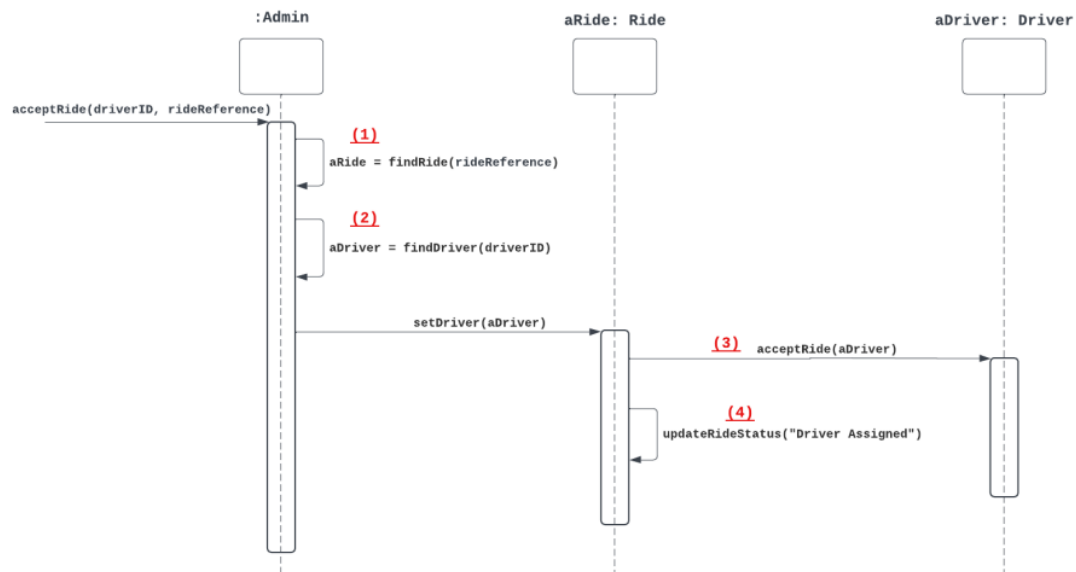 :Admin
aRide: Ride
aDriver: Driver
acceptRide(driverID, rideReference)
(1)
aRide = findRide(rideReference)
(2)
aDriver = findDriver(driverID)
setDriver(aDriver)
(3)
acceptRide(aDriver)
(4)
updateRideStatus("Driver Assigned")